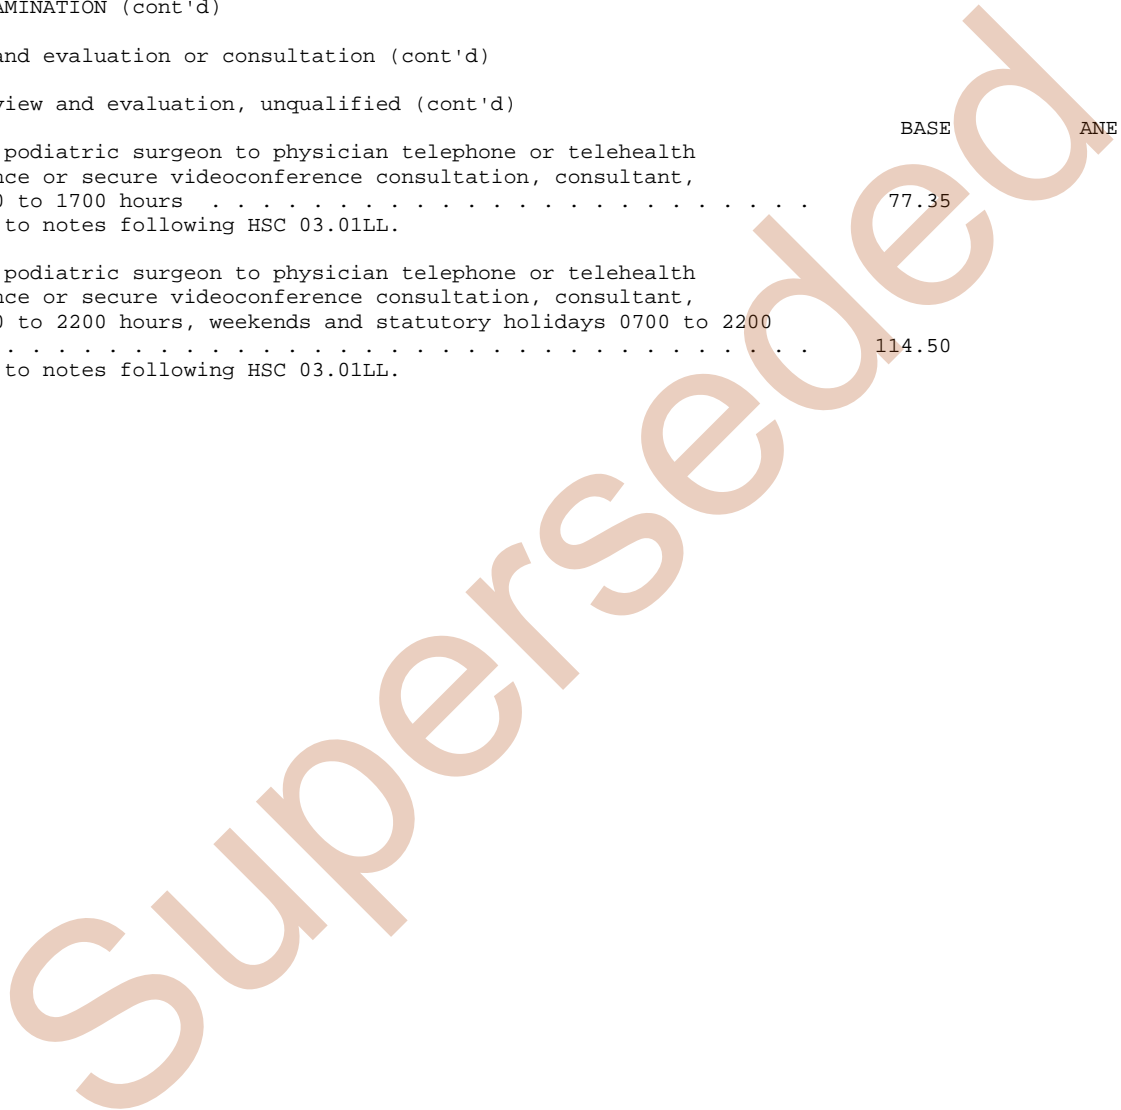 AMINATION (cont'd)
and evaluation or consultation (cont'd)
view and evaluation, unqualified (cont'd)
BASE ANE
podiatric surgeon to physician telephone or telehealth
nce or secure videoconference consultation, consultant,
0 to 1700 hours . . . . . . . . . . . . . . . . . . . . . . . . 77.35
to notes following HSC 03.01LL.
podiatric surgeon to physician telephone or telehealth
nce or secure videoconference consultation, consultant,
0 to 2200 hours, weekends and statutory holidays 0700 to 2200
. . . . . . . . . . . . . . . . . . . . . . . . . . . . . . . . 114.50
to notes following HSC 03.01LL.
Superseded